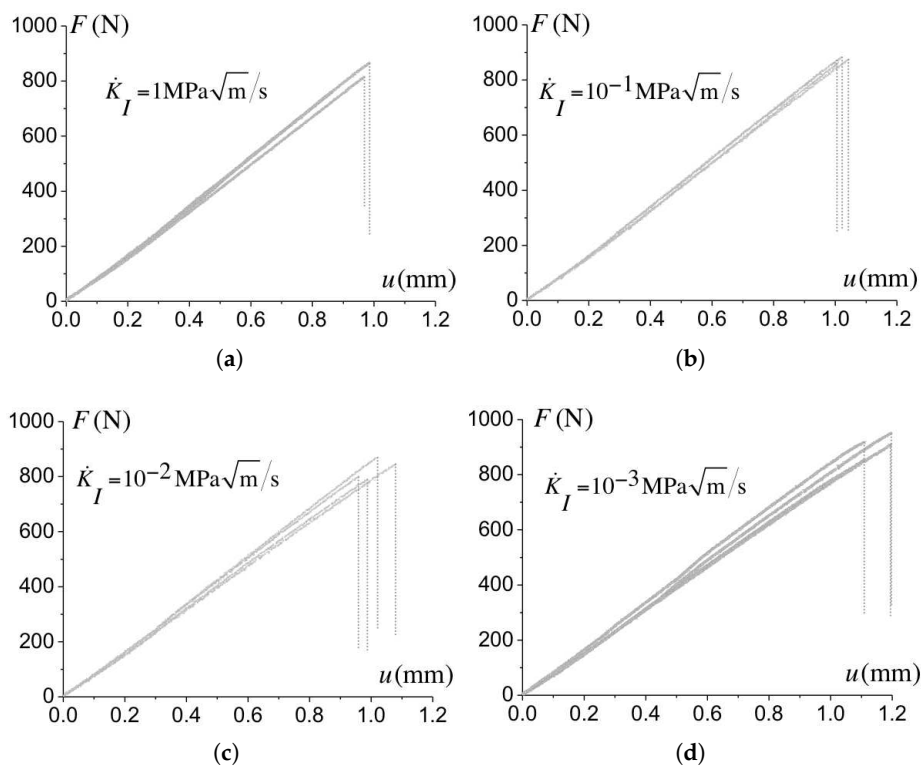 F (N)
1000
800
600
400
200
0
K̇_I = 1MPa√m/s
u (mm)
0.0 0.2 0.4 0.6 0.8 1.0 1.2
(a)
F (N)
1000
800
600
400
200
0
K̇_I = 10⁻¹ MPa√m/s
u (mm)
0.0 0.2 0.4 0.6 0.8 1.0 1.2
(b)
F (N)
1000
800
600
400
200
0
K̇_I = 10⁻² MPa√m/s
u (mm)
0.0 0.2 0.4 0.6 0.8 1.0 1.2
(c)
F (N)
1000
800
600
400
200
0
K̇_I = 10⁻³ MPa√m/s
u (mm)
0.0 0.2 0.4 0.6 0.8 1.0 1.2
(d)